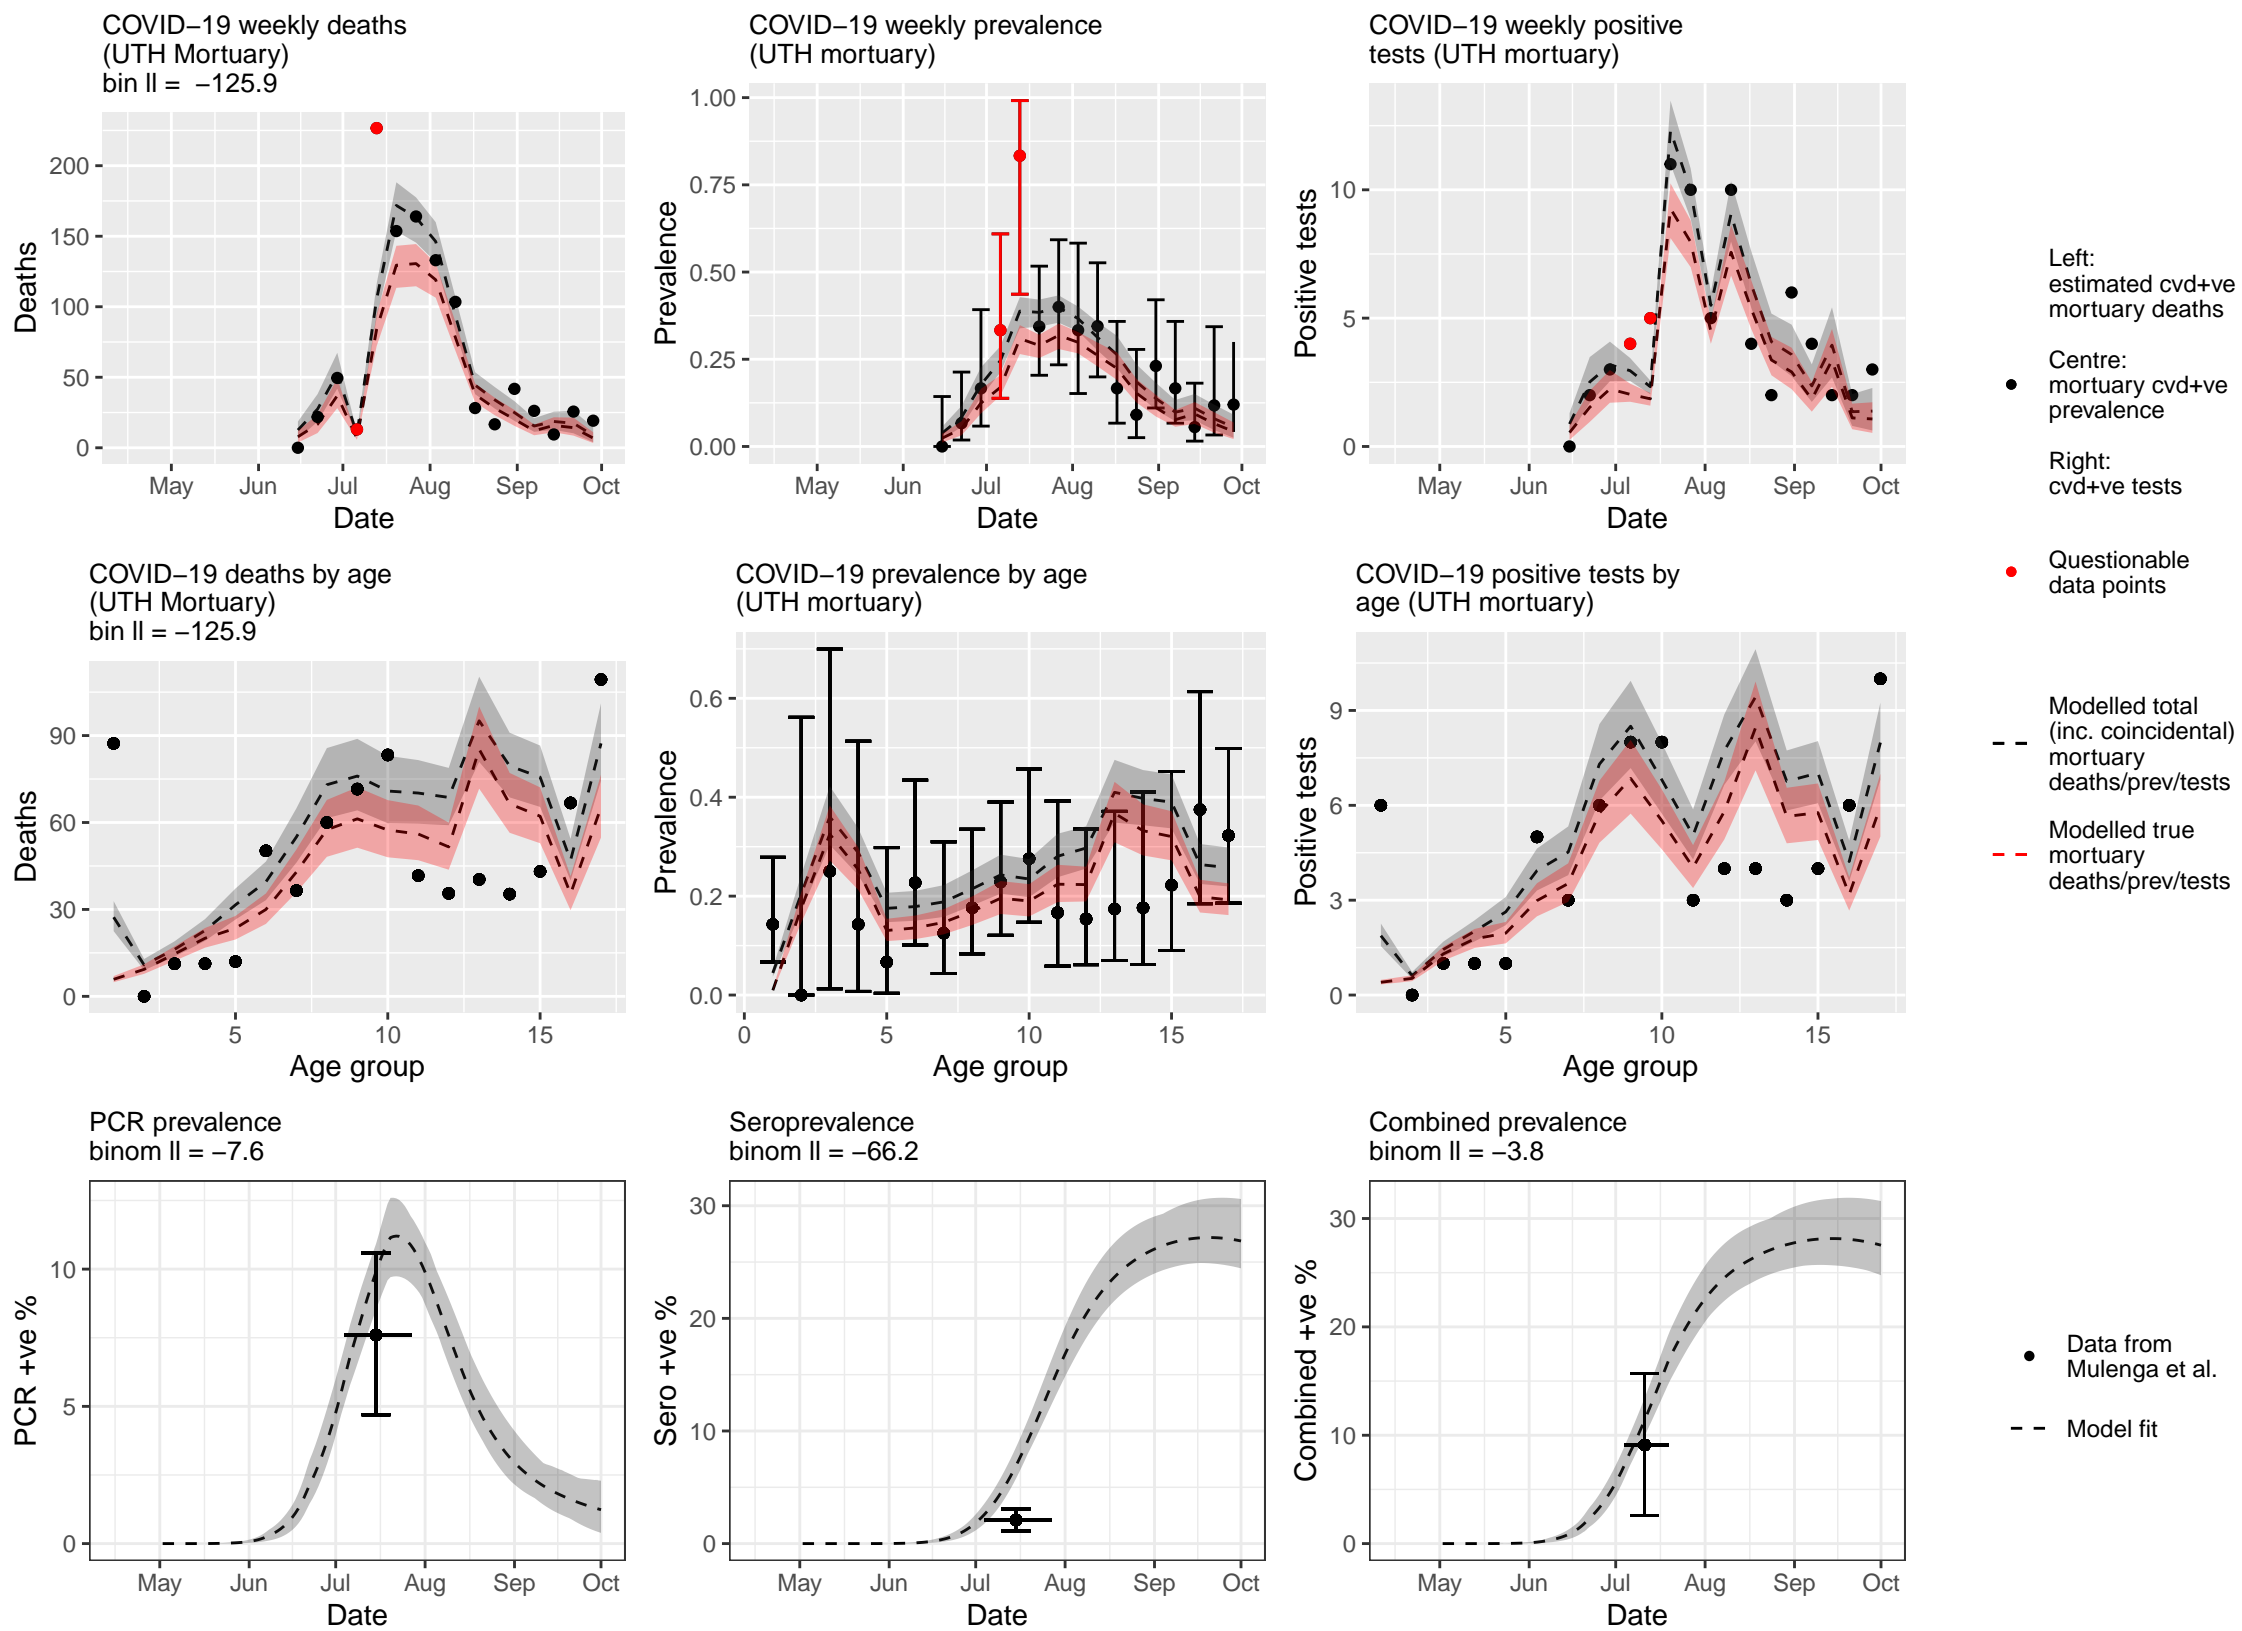 COVID−19 weekly deaths
(UTH Mortuary)
bin ll =  −125.9
Deaths
200
150
100
50
0
May Jun Jul Aug Sep Oct
Date
COVID−19 weekly prevalence
(UTH mortuary)
Prevalence
1.00
0.75
0.50
0.25
0.00
May Jun Jul Aug Sep Oct
Date
COVID−19 weekly positive
tests (UTH mortuary)
Positive tests
10
5
0
May Jun Jul Aug Sep Oct
Date
Left:
estimated cvd+ve
mortuary deaths
Centre:
mortuary cvd+ve
prevalence
Right:
cvd+ve tests
Questionable
data points
Modelled total
(inc. coincidental)
mortuary
deaths/prev/tests
Modelled true
mortuary
deaths/prev/tests
COVID−19 deaths by age
(UTH Mortuary)
bin ll = −125.9
Deaths
90
60
30
0
5 10 15
Age group
COVID−19 prevalence by age
(UTH mortuary)
Prevalence
0.6
0.4
0.2
0.0
0 5 10 15
Age group
COVID−19 positive tests by
age (UTH mortuary)
Positive tests
9
6
3
0
5 10 15
Age group
PCR prevalence
binom ll = −7.6
PCR +ve %
10
5
0
May Jun Jul Aug Sep Oct
Date
Seroprevalence
binom ll = −66.2
Sero +ve %
30
20
10
0
May Jun Jul Aug Sep Oct
Date
Combined prevalence
binom ll = −3.8
Combined +ve %
30
20
10
0
May Jun Jul Aug Sep Oct
Date
Data from
Mulenga et al.
Model fit